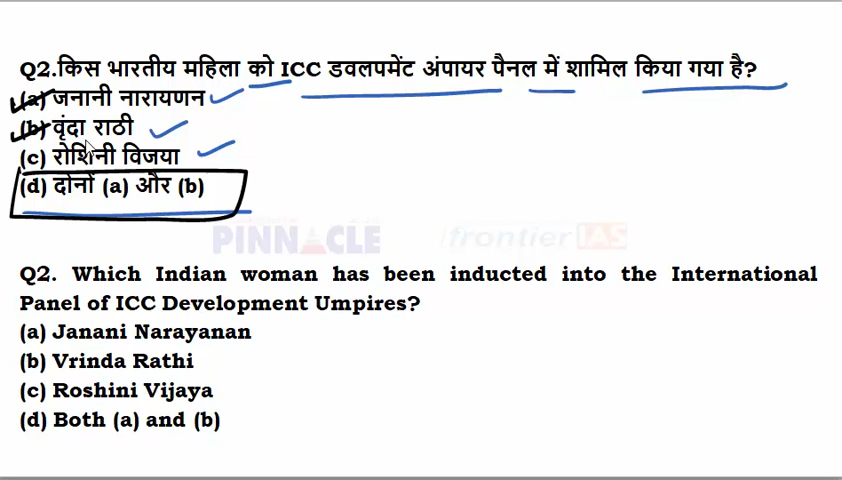 Q2.किस भारतीय महिला को ICC डवलपमेंट अंपायर पैनल में शामिल किया गया है?
(a) जनानी नारायणन
(b) वृंदा राठी
(c) रोशिनी विजया
(d) दोनों (a) और (b)
PINNACLE frontier IAS
Q2. Which Indian woman has been inducted into the International
Panel of ICC Development Umpires?
(a) Janani Narayanan
(b) Vrinda Rathi
(c) Roshini Vijaya
(d) Both (a) and (b)